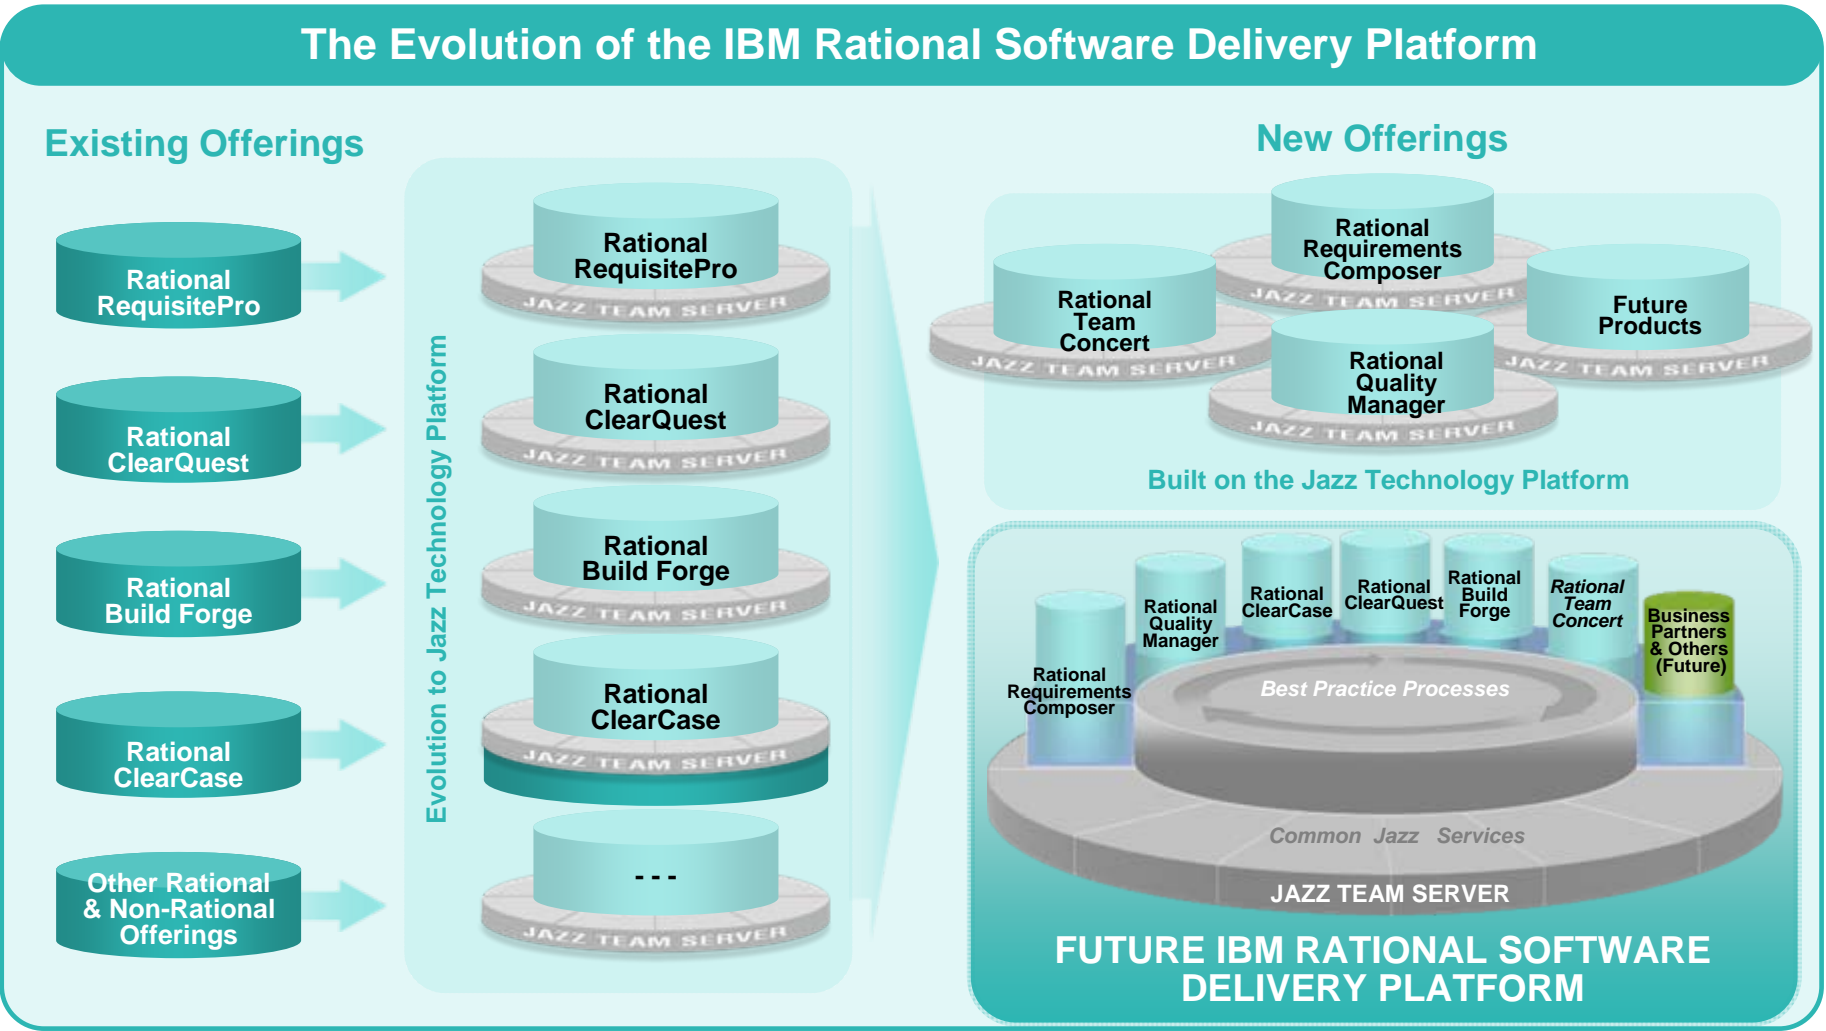 The Evolution of the IBM Rational Software Delivery Platform
Existing Offerings
Rational
RequisitePro
Rational
ClearQuest
Rational
Build Forge
Rational
ClearCase
Other Rational
& Non-Rational
Offerings
Evolution to Jazz Technology Platform
Rational
RequisitePro
JAZZ TEAM SERVER
Rational
ClearQuest
JAZZ TEAM SERVER
Rational
Build Forge
JAZZ TEAM SERVER
Rational
ClearCase
JAZZ TEAM SERVER
- - -
JAZZ TEAM SERVER
New Offerings
Rational
Requirements
Composer
JAZZ TEAM SERVER
Rational
Team
Concert
JAZZ TEAM SERVER
Future
Products
JAZZ TEAM SERVER
Rational
Quality
Manager
JAZZ TEAM SERVER
Built on the Jazz Technology Platform
Rational
Requirements
Composer
Rational
Quality
Manager
Rational
ClearCase
Rational
ClearQuest
Rational
Build
Forge
Rational
Team
Concert
Business
Partners
& Others
(Future)
Best Practice Processes
Common Jazz Services
JAZZ TEAM SERVER
FUTURE IBM RATIONAL SOFTWARE
DELIVERY PLATFORM